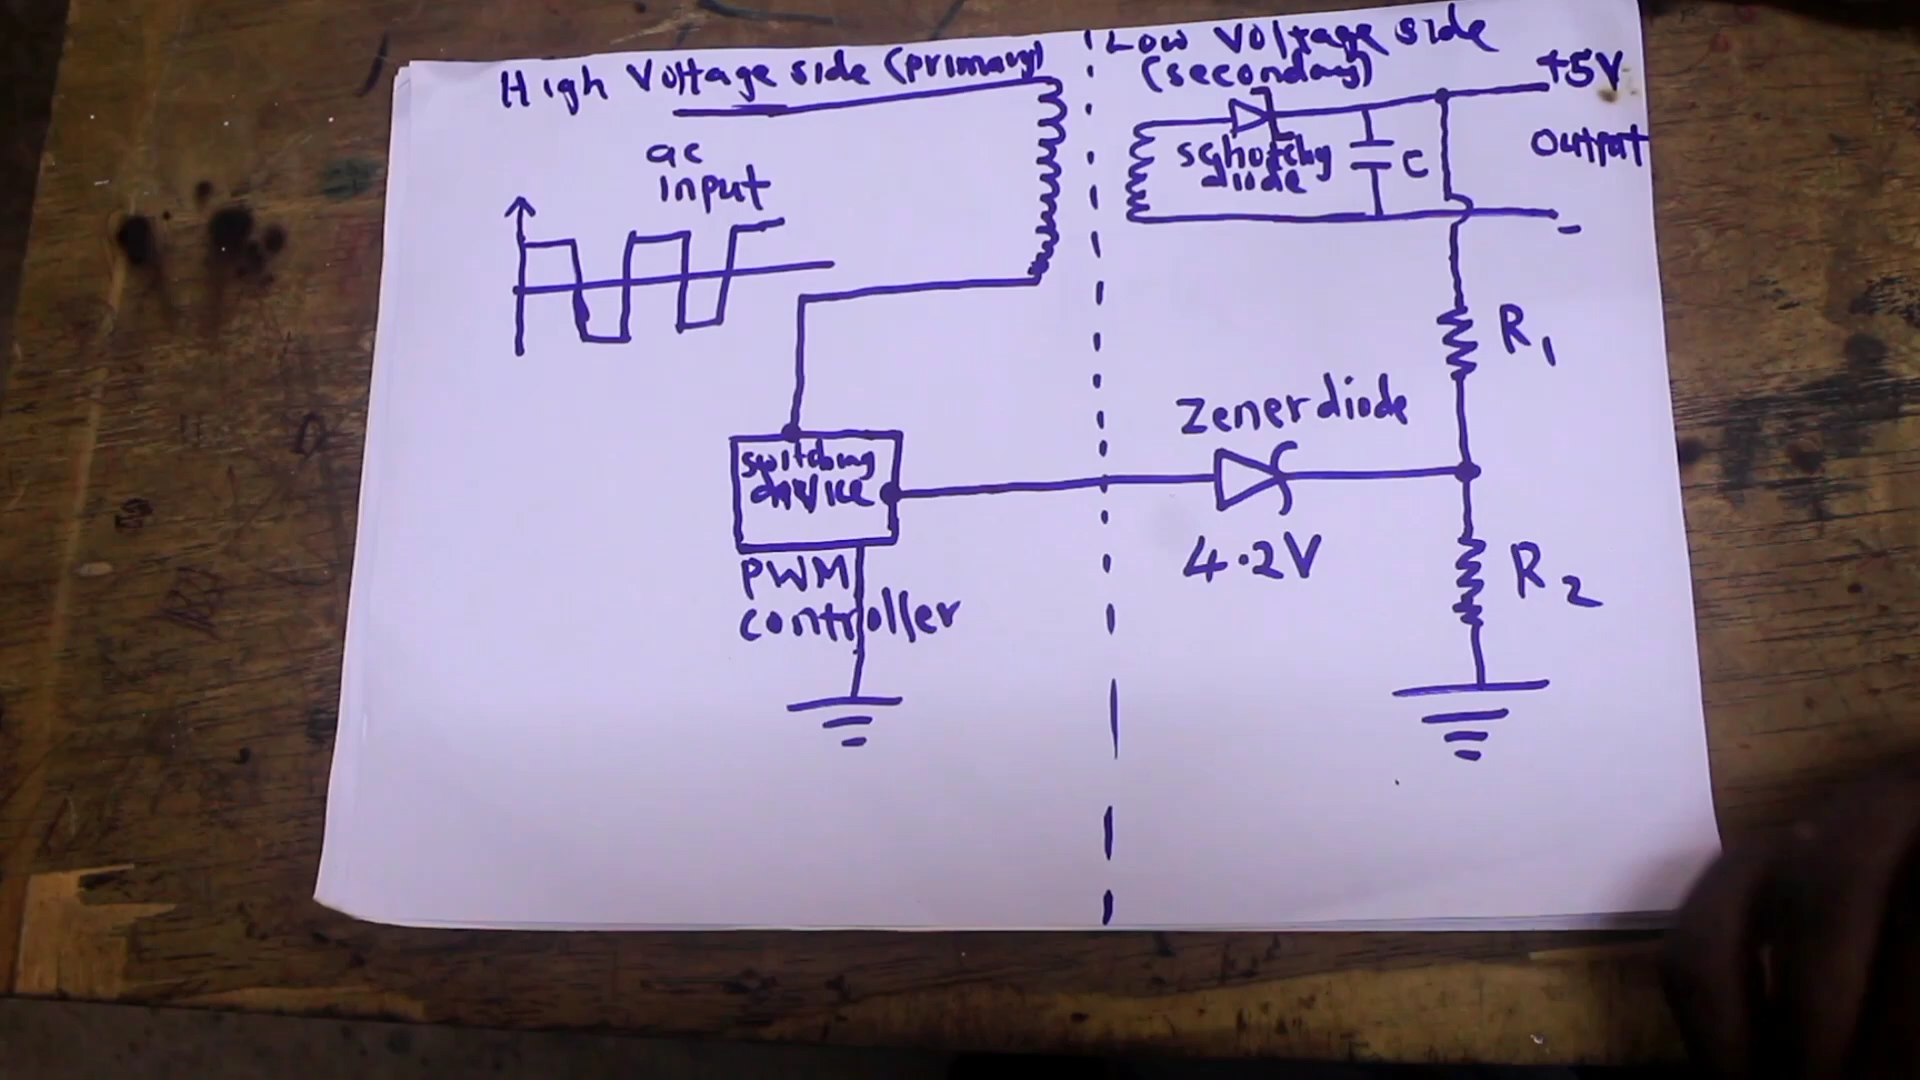 High Voltage side (primary)
Low Voltage side
(secondary)
+5V
ac
input
diode
C
output
-
R1
Zener diode
switching
device
4.2V
R2
PWM
controller